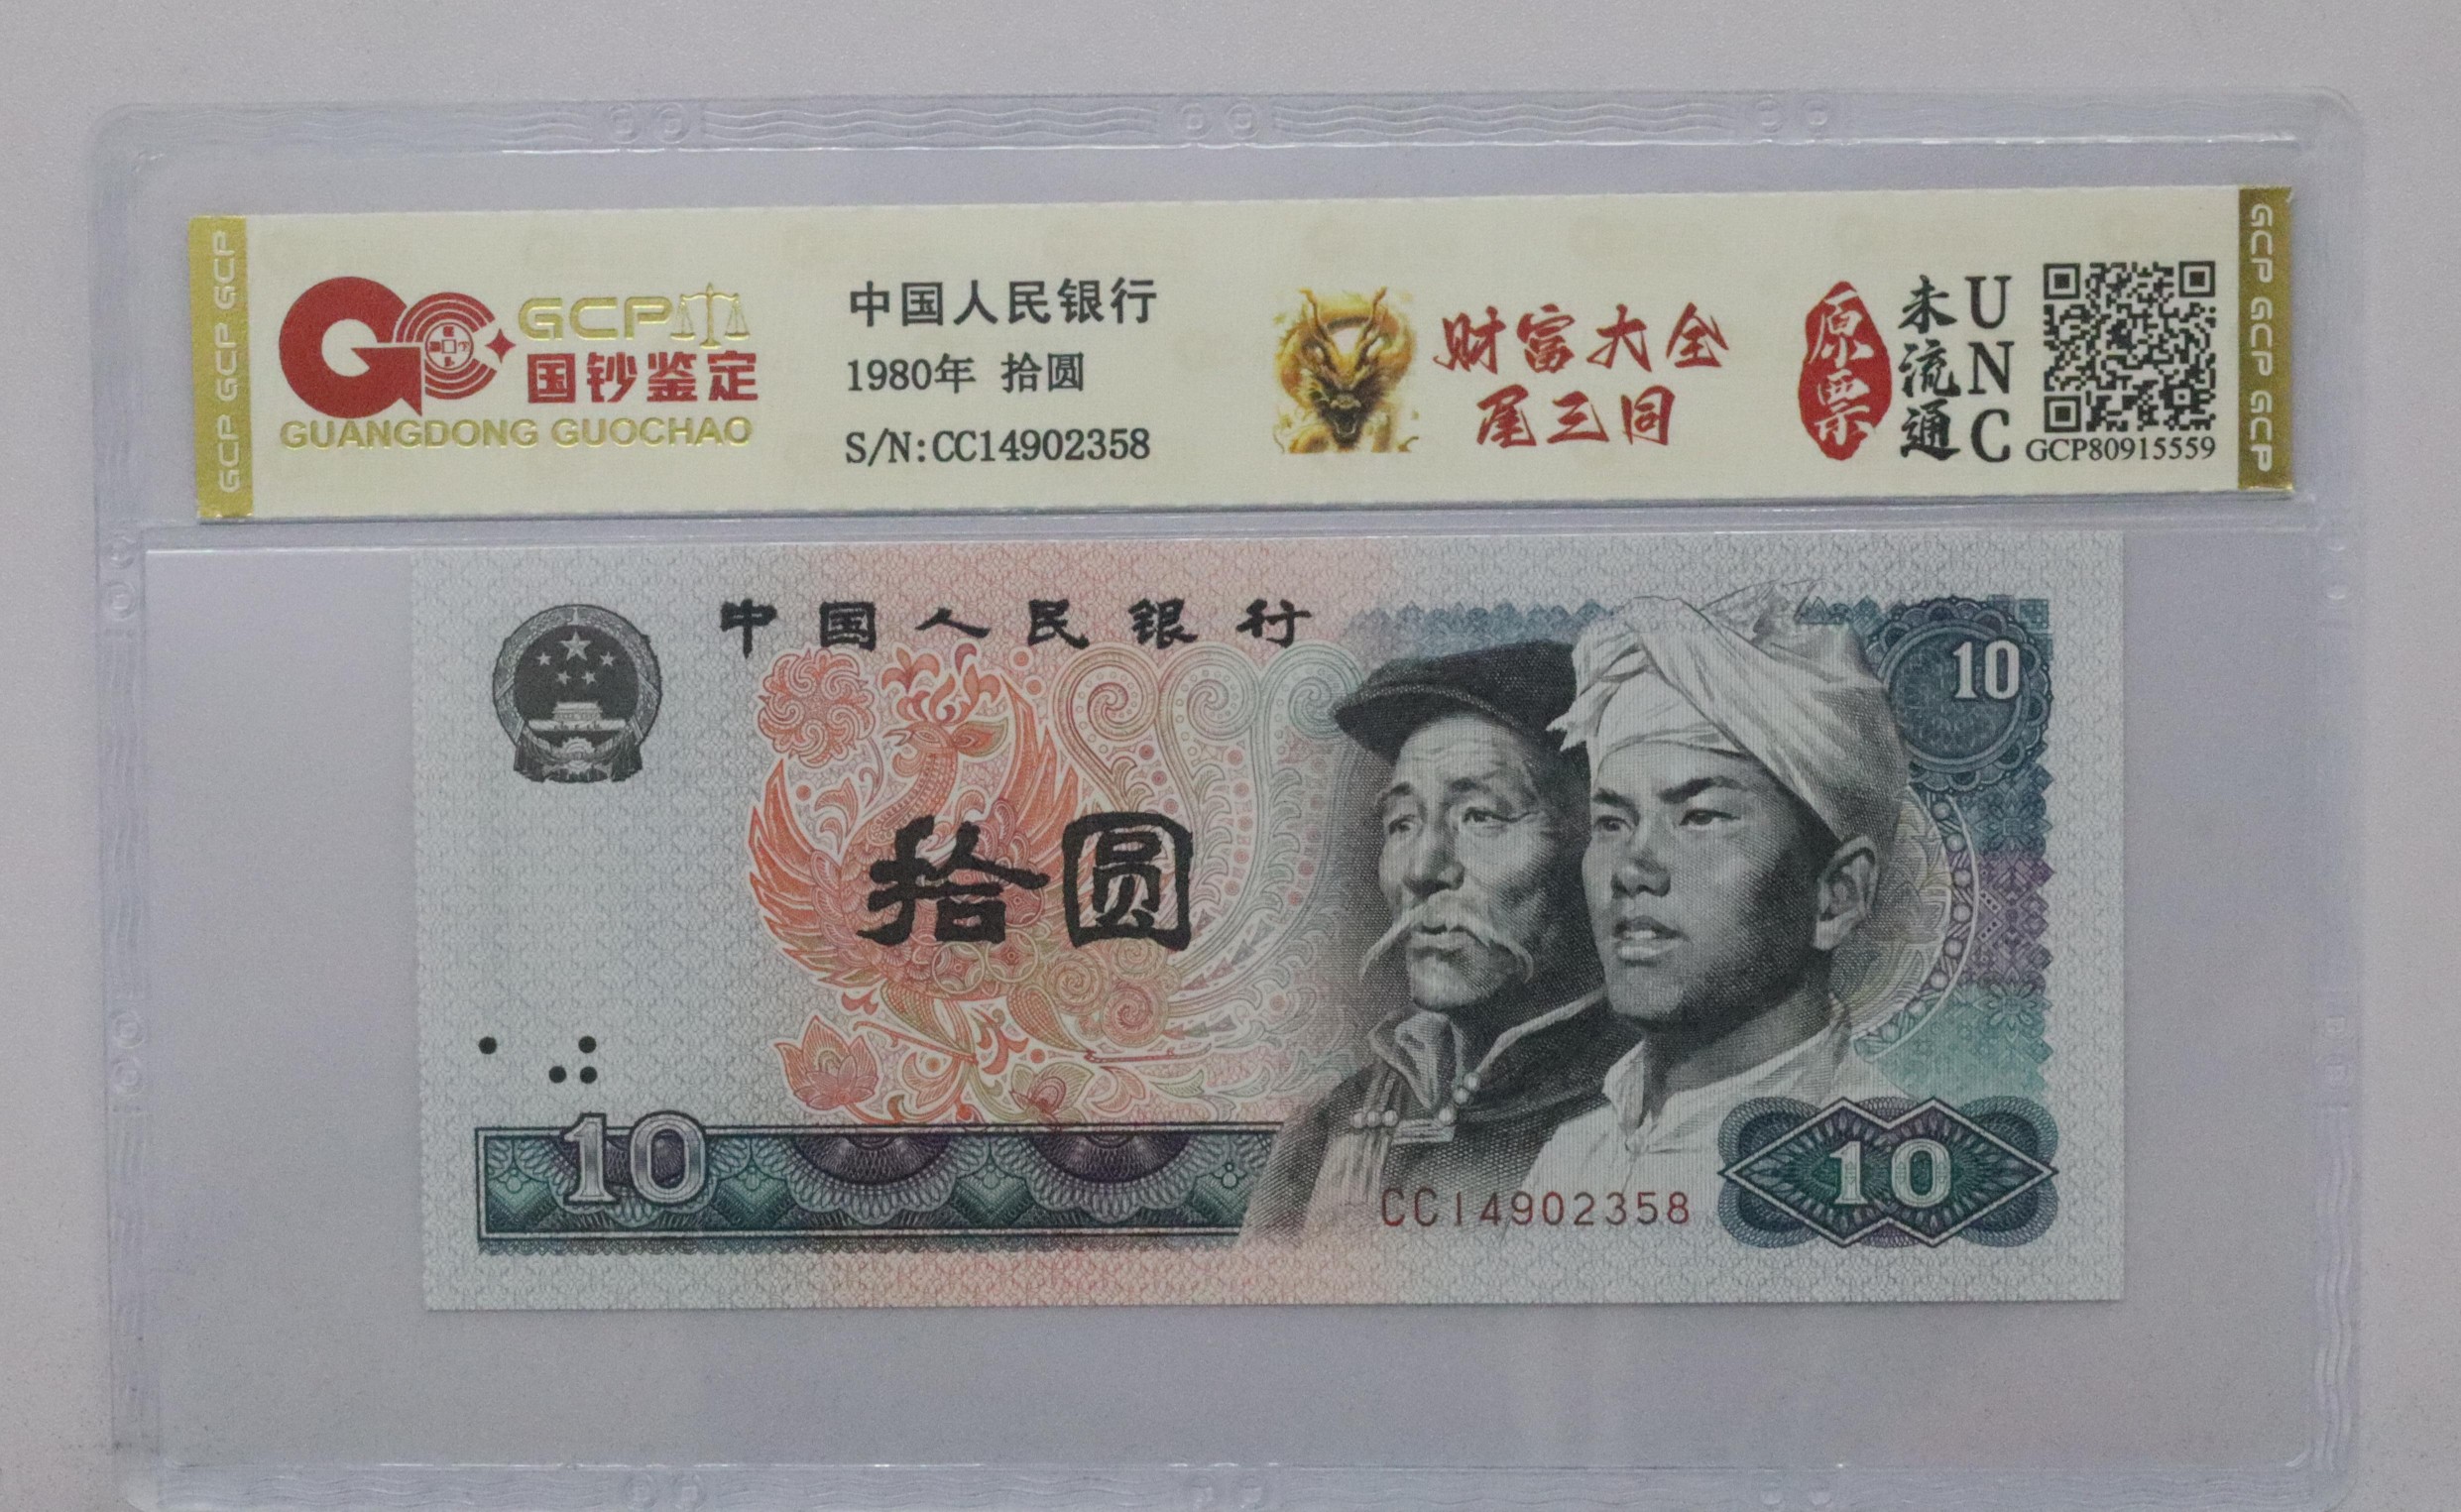 GCP GCP GCP
GCP
国钞鉴定
GUANGDONG GUOCHAO
中国人民银行
1980年 拾圆
S/N:CC14902358
财富大全
尾三同
原票
未流通
UNC
GCP80915559
GCP GCP GCP
中国人民银行
10
拾圆
10
CC14902358
10